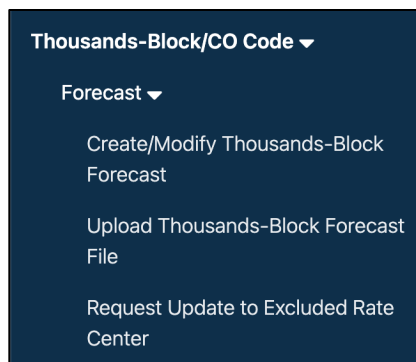 Thousands-Block/CO Code
Forecast
Create/Modify Thousands-Block
Forecast
Upload Thousands-Block Forecast
File
Request Update to Excluded Rate
Center